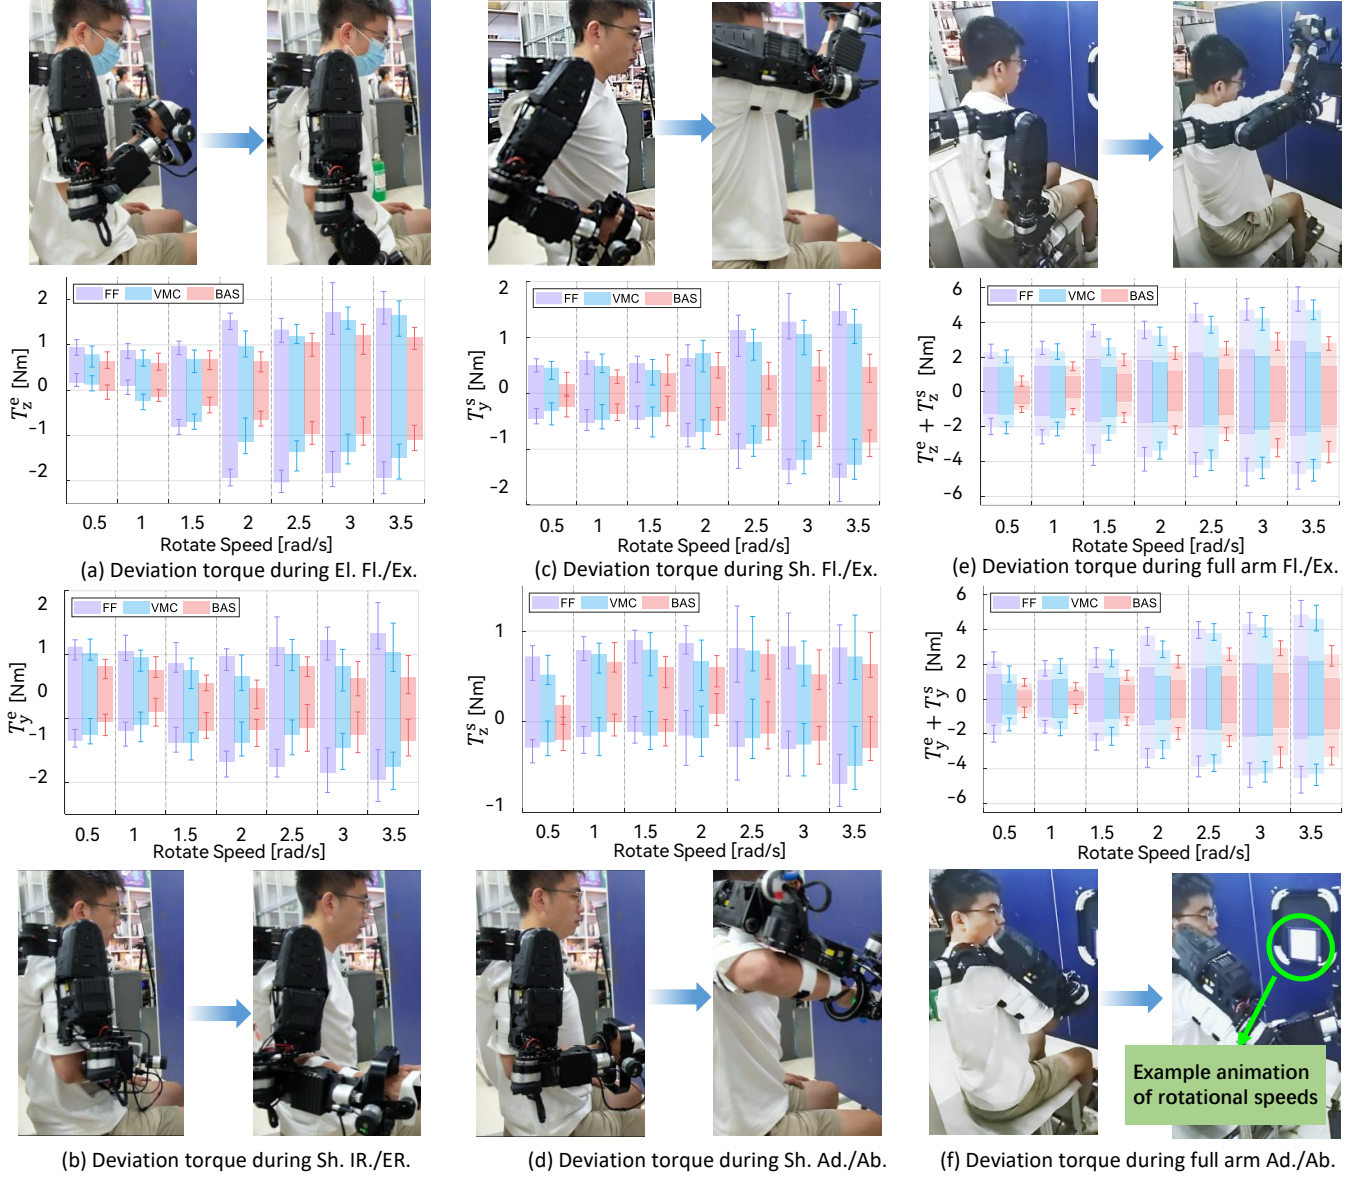 FF VMC BAS
2
1
0
-1
-2
T_z^e [Nm]
0.5 1 1.5 2 2.5 3 3.5
Rotate Speed [rad/s]
(a) Deviation torque during El. Fl./Ex.
FF VMC BAS
2
1
0
-1
-2
T_y^s [Nm]
0.5 1 1.5 2 2.5 3 3.5
Rotate Speed [rad/s]
(c) Deviation torque during Sh. Fl./Ex.
FF VMC BAS
6
4
2
0
-2
-4
-6
T_z^e + T_z^s [Nm]
0.5 1 1.5 2 2.5 3 3.5
Rotate Speed [rad/s]
(e) Deviation torque during full arm Fl./Ex.
FF VMC BAS
2
1
0
-1
-2
T_y^e [Nm]
0.5 1 1.5 2 2.5 3 3.5
Rotate Speed [rad/s]
FF VMC BAS
1
0
-1
T_z^s [Nm]
0.5 1 1.5 2 2.5 3 3.5
Rotate Speed [rad/s]
FF VMC BAS
6
4
2
0
-2
-4
-6
T_y^e + T_y^s [Nm]
0.5 1 1.5 2 2.5 3 3.5
Rotate Speed [rad/s]
Example animation
of rotational speeds
(b) Deviation torque during Sh. IR./ER.
(d) Deviation torque during Sh. Ad./Ab.
(f) Deviation torque during full arm Ad./Ab.